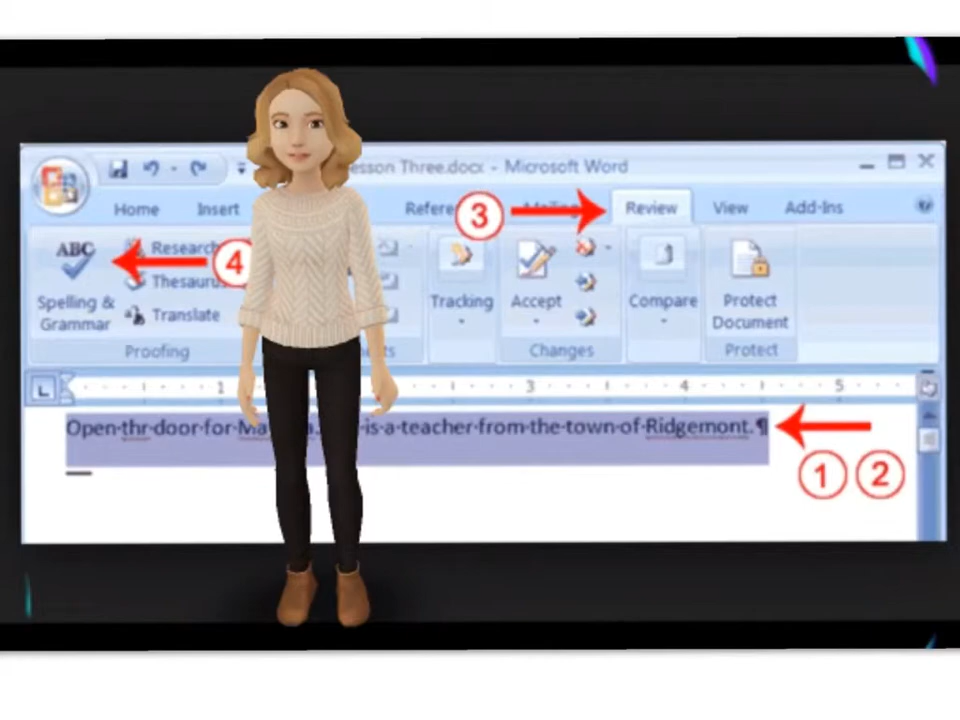 esson Three.docx - Microsoft Word
Home Insert Refere Review View Add-Ins
3
ABC Research 4
Thesaurus
Spelling & Grammar Translate
Tracking Accept Compare Protect Document
Proofing Changes Protect
L 1 3 4 5
Open·thr·door·for· is·a·teacher·from·the·town·of·Ridgemont.¶
1 2